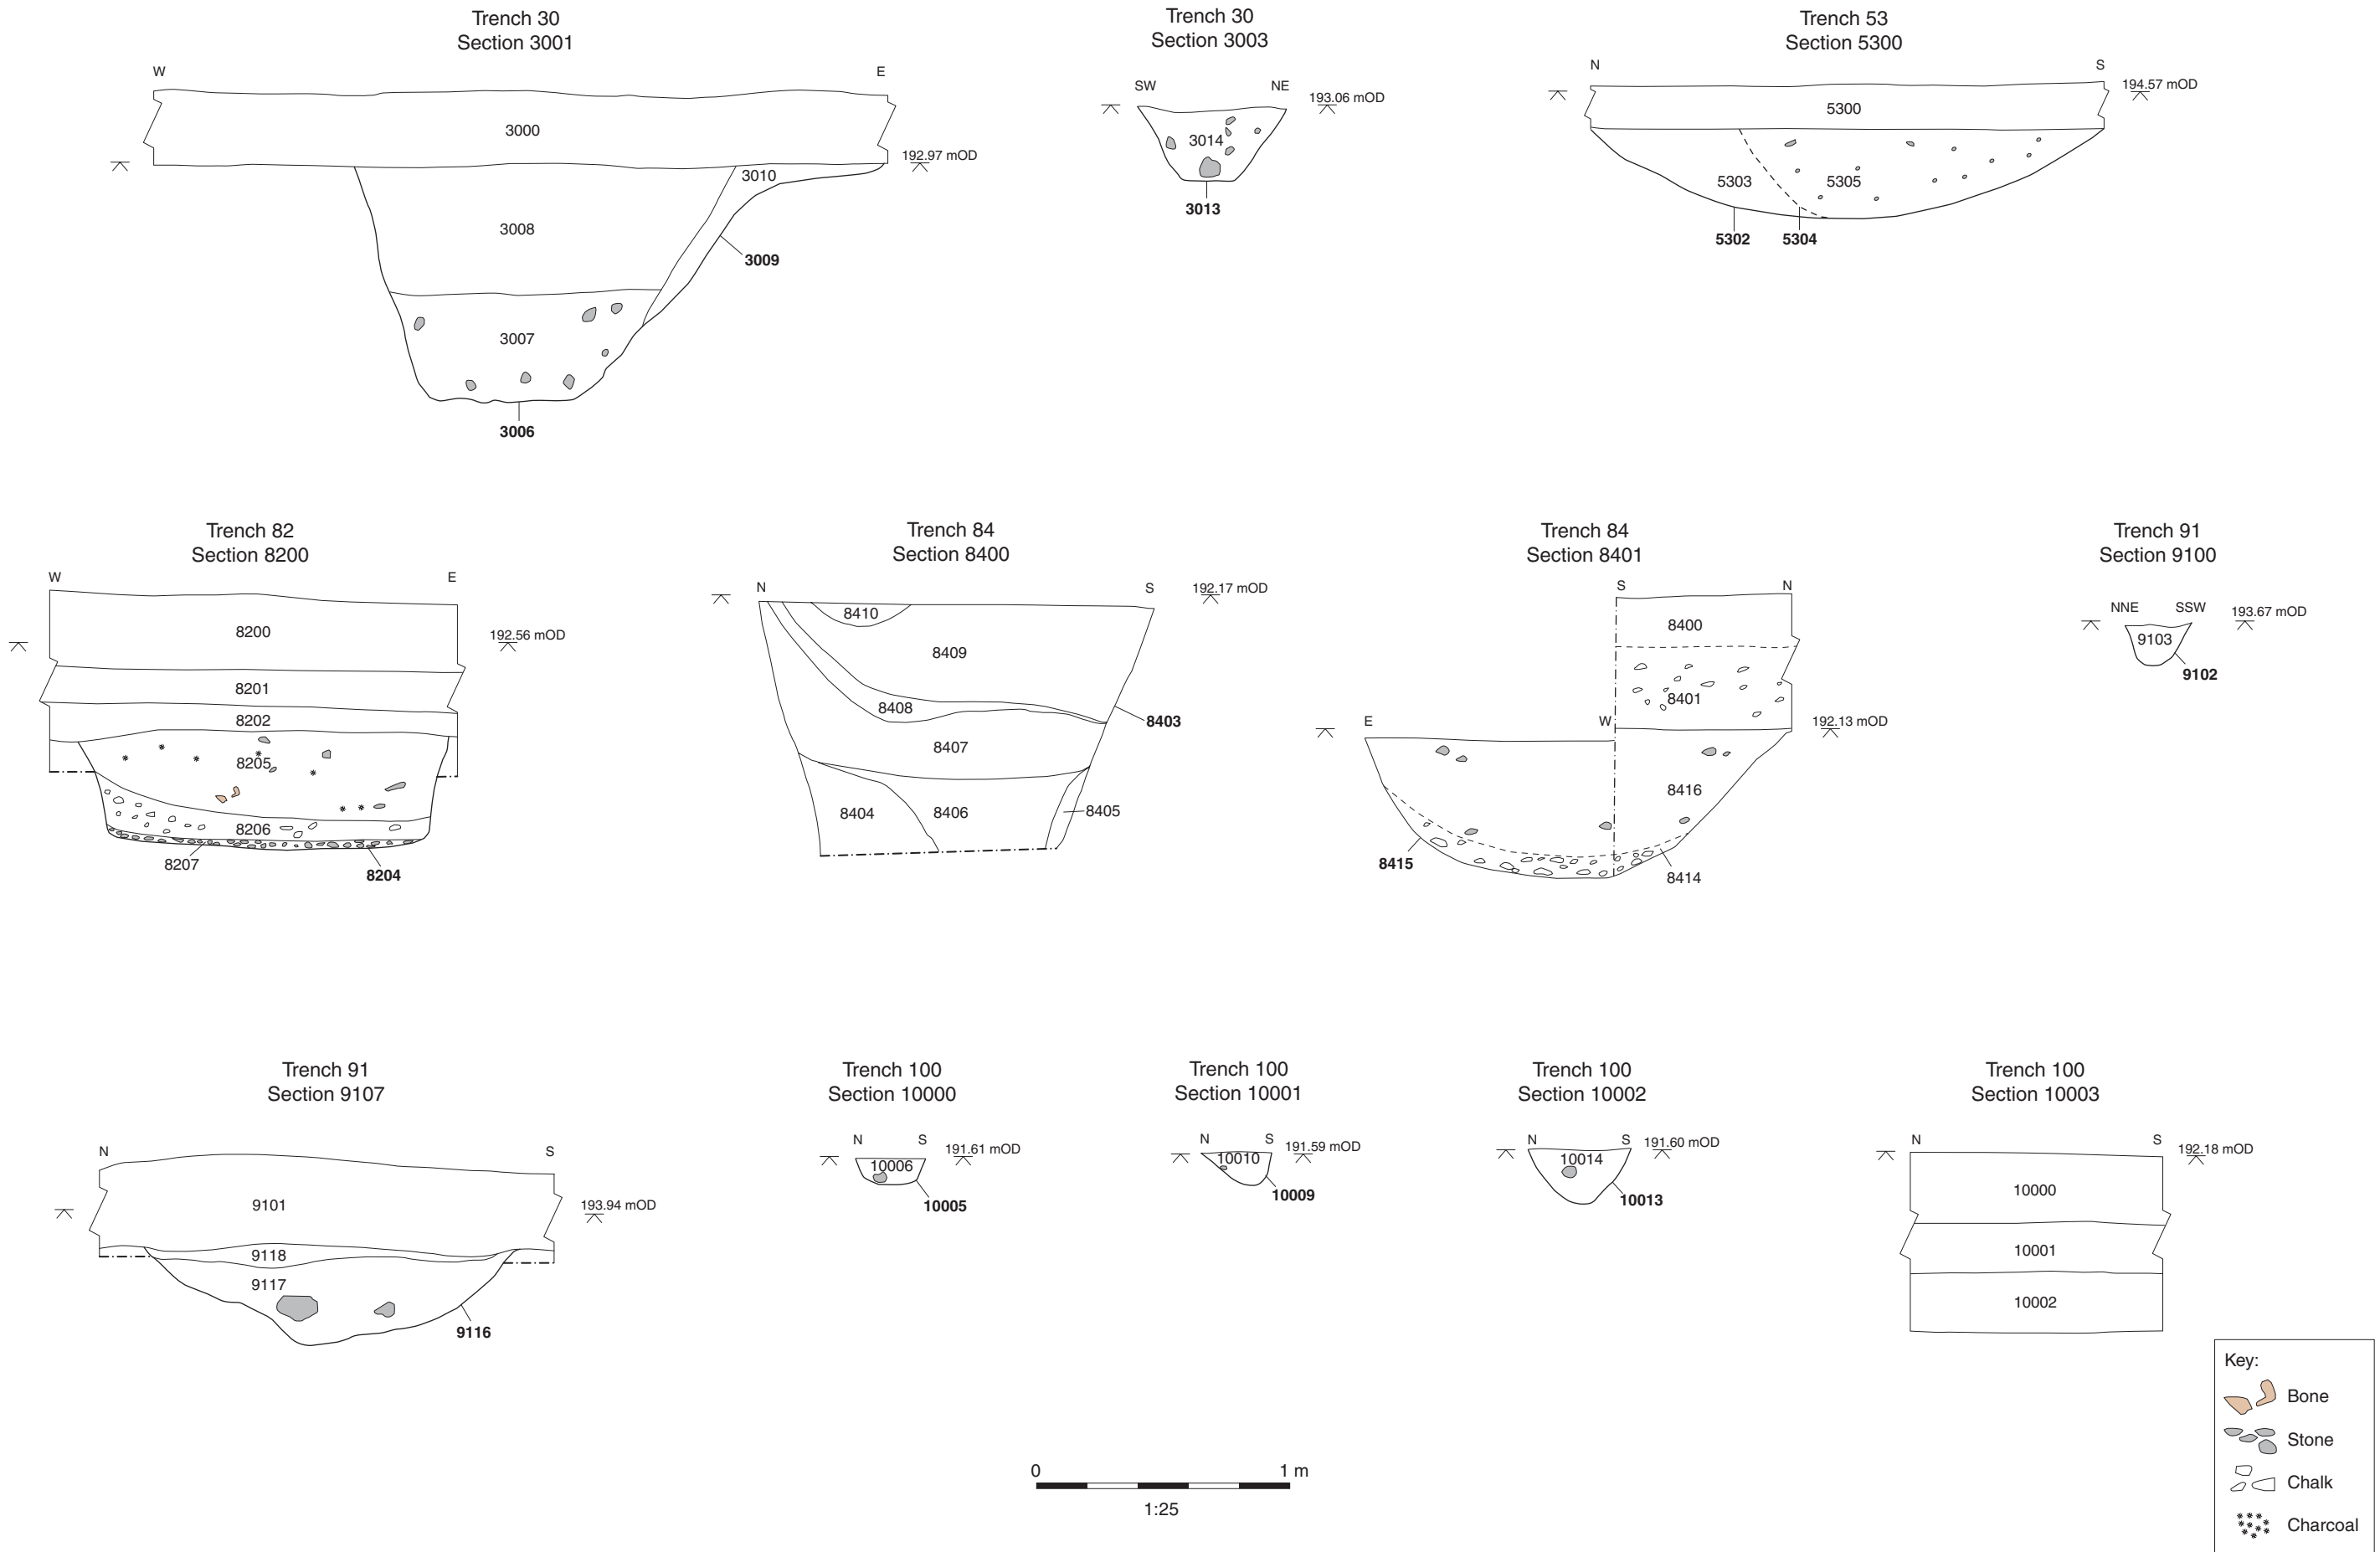 Trench 30
Section 3001
W
E
3000
192.97 mOD
3010
3008
3009
3007
3006
Trench 30
Section 3003
SW
NE
193.06 mOD
3014
3013
Trench 53
Section 5300
N
S
194.57 mOD
5300
5303
5305
5302
5304
Trench 82
Section 8200
W
E
8200
192.56 mOD
8201
8202
8205
8206
8207
8204
Trench 84
Section 8400
N
S
192.17 mOD
8410
8409
8408
8403
8407
8404
8406
8405
Trench 84
Section 8401
S
N
8400
8401
E
W
192.13 mOD
8416
8415
8414
Trench 91
Section 9100
NNE
SSW
193.67 mOD
9103
9102
Trench 91
Section 9107
N
S
9101
193.94 mOD
9118
9117
9116
Trench 100
Section 10000
N
S
191.61 mOD
10006
10005
Trench 100
Section 10001
N
S
191.59 mOD
10010
10009
Trench 100
Section 10002
N
S
191.60 mOD
10014
10013
Trench 100
Section 10003
N
S
192.18 mOD
10000
10001
10002
0
1 m
1:25
Key:
Bone
Stone
Chalk
Charcoal